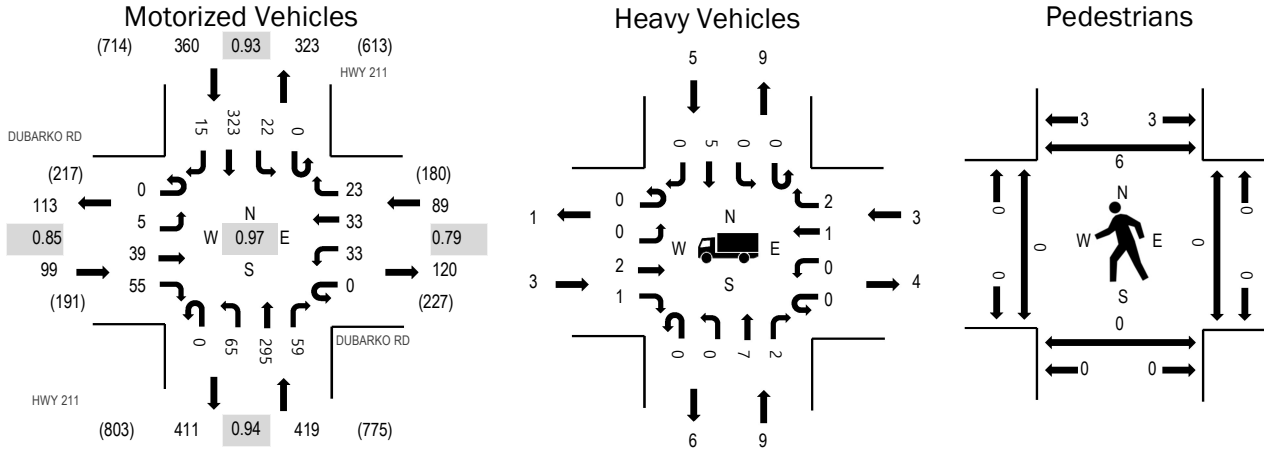 Motorized Vehicles
(714) 360 0.93 323 (613)
HWY 211
DUBARKO RD
15 323 22 0
(217)
113
0.85
99
(191)
0
5
39
55
N
W 0.97 E
S
23
33
33
0
(180)
89
0.79
120
(227)
0 65 295 59
DUBARKO RD
HWY 211
(803) 411 0.94 419 (775)
Heavy Vehicles
5 9
0 5 0 0
1
3
0
0
2
1
N
W E
S
2
1
0
0
3
4
0 0 7 2
6 9
Pedestrians
3 3
6
0
0
0
N
W E
S
0
0
0
0
0 0